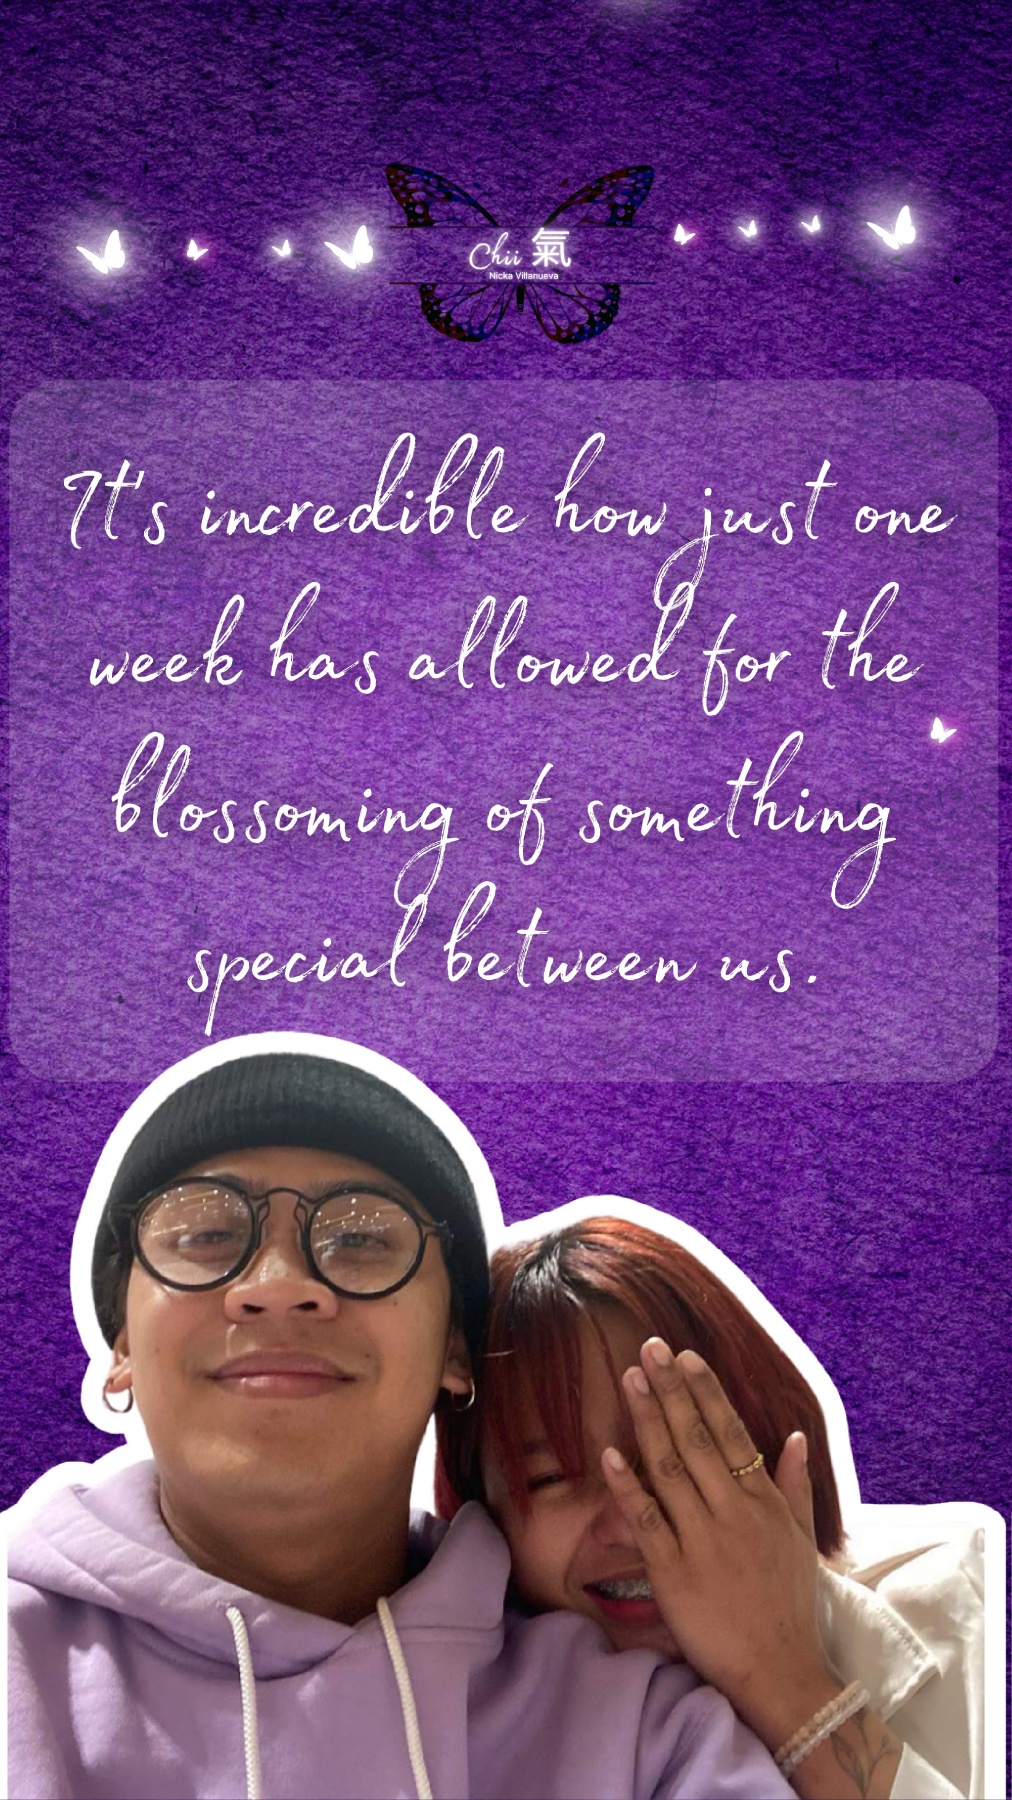 Chii 氣
Nicka Villanueva
It's incredible how just one
week has allowed for the
blossoming of something
special between us.